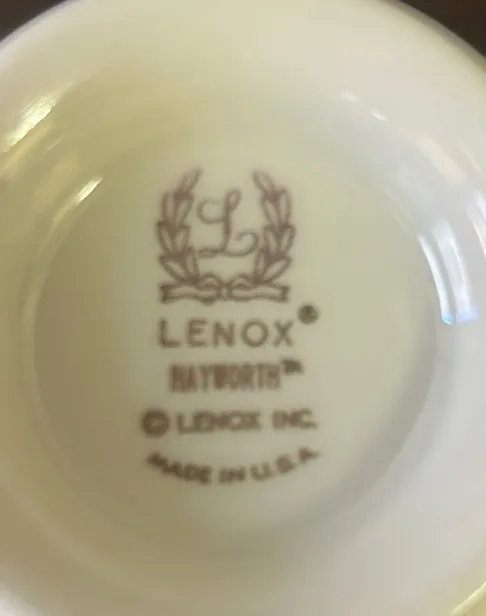 L
LENOX®
HAYWORTH™
© LENOX INC.
MADE IN U.S.A.